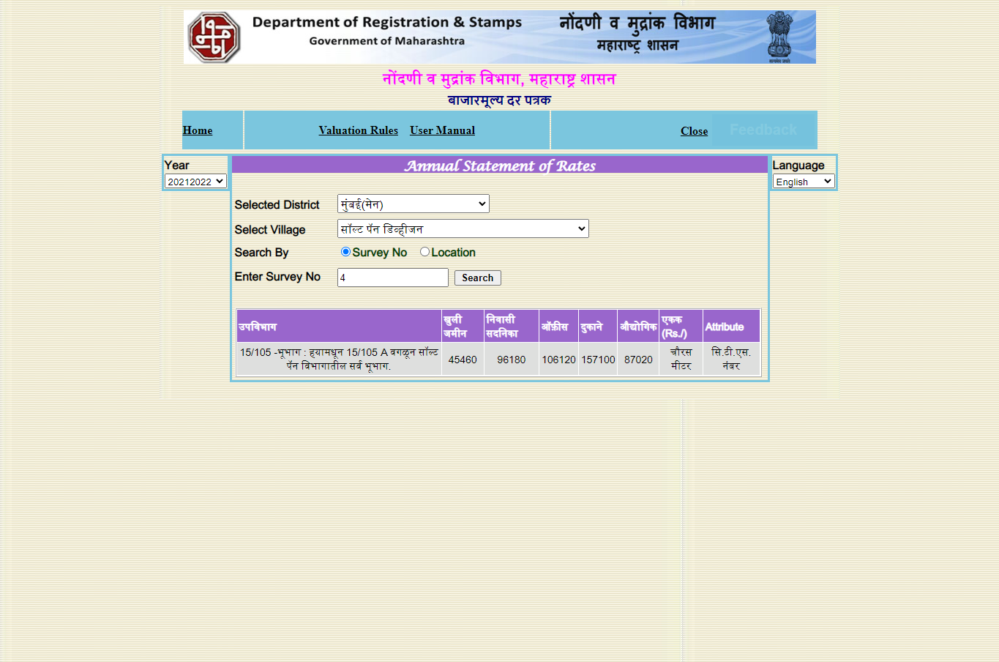 Department of Registration & Stamps
Government of Maharashtra
नोंदणी व मुद्रांक विभाग
महाराष्ट्र शासन
सत्यमेव जयते
नोंदणी व मुद्रांक विभाग, महाराष्ट्र शासन
बाजारमूल्य दर पत्रक
Home Valuation Rules User Manual Close Feedback
Year
20212022
Annual Statement of Rates
Language
English
Selected District मुंबई(मेन)
Select Village सॉल्ट पॅन डिव्हीजन
Search By Survey No Location
Enter Survey No 4 Search
उपविभाग खुली जमीन निवासी सदनिका ऑफ़ीस दुकाने औद्योगिक एकक (Rs./) Attribute
15/105 -भूभाग : ह्यामधून 15/105 A वगळून सॉल्ट पॅन विभागातील सर्व भूभाग. 45460 96180 106120 157100 87020 चौरस मीटर सि.टी.एस. नंबर